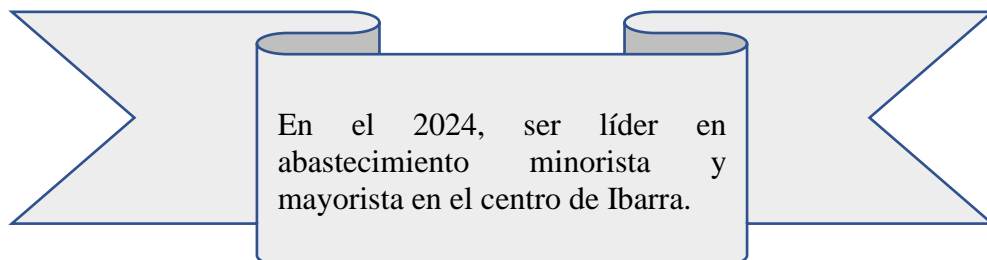 En el 2024, ser líder en
abastecimiento minorista y
mayorista en el centro de Ibarra.